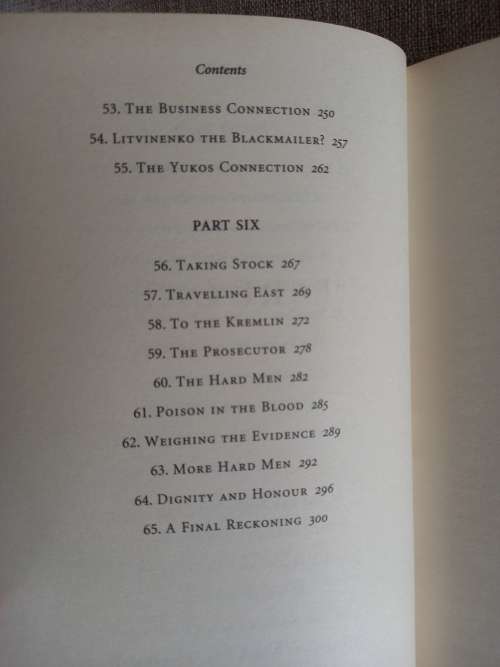 Contents
53. The Business Connection 250
54. Litvinenko the Blackmailer? 257
55. The Yukos Connection 262
PART SIX
56. Taking Stock 267
57. Travelling East 269
58. To the Kremlin 272
59. The Prosecutor 278
60. The Hard Men 282
61. Poison in the Blood 285
62. Weighing the Evidence 289
63. More Hard Men 292
64. Dignity and Honour 296
65. A Final Reckoning 300